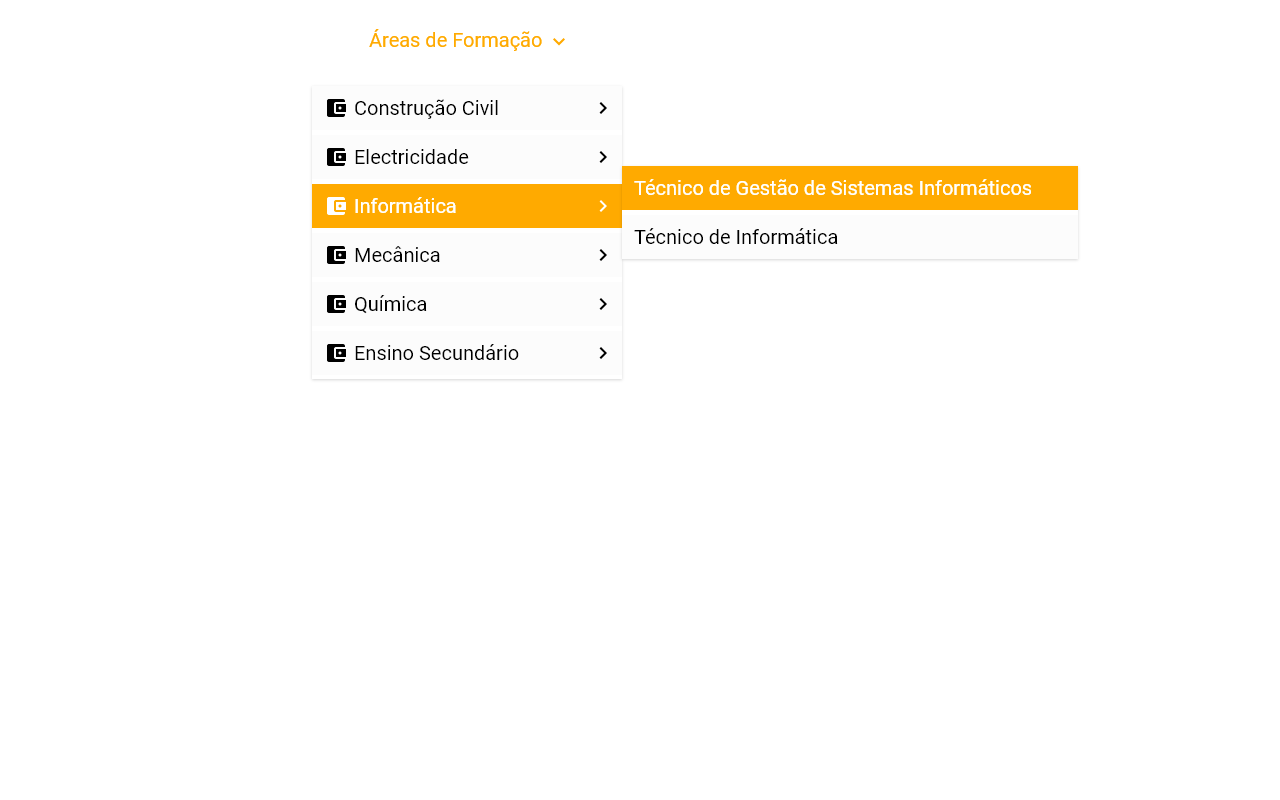 Áreas de Formação
Construção Civil
Electricidade
Informática
Técnico de Gestão de Sistemas Informáticos
Técnico de Informática
Mecânica
Química
Ensino Secundário